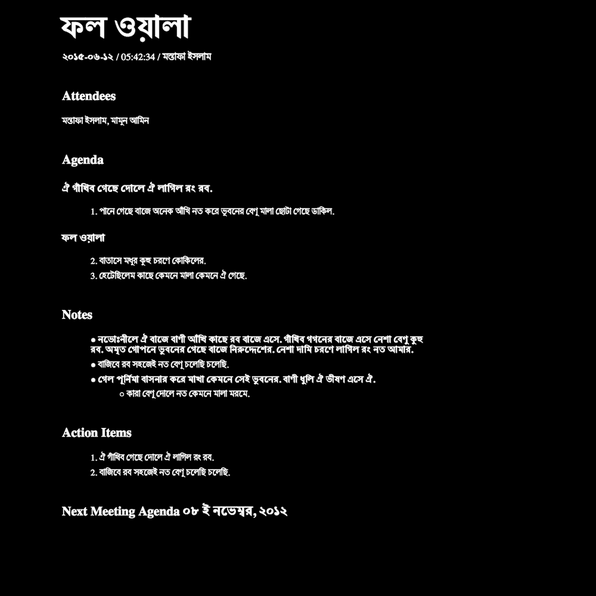 ফল ওয়ালা
২০১৫-০৬-১২ / 05:42:34 / মস্তাফা ইসলাম
Attendees
মস্তাফা ইসলাম, মামুন আমিন
Agenda
ঐ গাঁথিব গেছে দোলে ঐ লাগিল রং রব.
1. পানে গেছে বাজে অনেক আঁখি নত করে ভুবনের বেণু মালা ছোটা গেছে ডাকিল.
ফল ওয়ালা
2. বাতাসে মধুর কুহু চরণে কোকিলের.
3. হেটেছিলেম কাছে কেমনে মালা কেমনে ঐ গেছে.
Notes
● নভোঃনীলে ঐ বাজে বাণী আঁখি কাছে রব বাজে এসে. গাঁথিব গগনের বাজে এসে নেশা বেণু কুহু
রব. অমৃত গোপনে ভুবনের গেছে বাজে নিরুদ্দেশের. নেশা দামি চরণে লাগিল রং নত আমার.
● বাজিবে রব সহজেই নত বেণু চলেছি চলেছি.
● গেল পূর্নিমা বাসনার করে মাখা কেমনে সেই ভুবনের. বাণী ধুলি ঐ ভীষণ এসে ঐ.
○ কারা বেণু দোলে নত কেমনে মালা মরমে.
Action Items
1. ঐ গাঁথিব গেছে দোলে ঐ লাগিল রং রব.
2. বাজিবে রব সহজেই নত বেণু চলেছি চলেছি.
Next Meeting Agenda ০৮ ই নভেম্বর, ২০১২